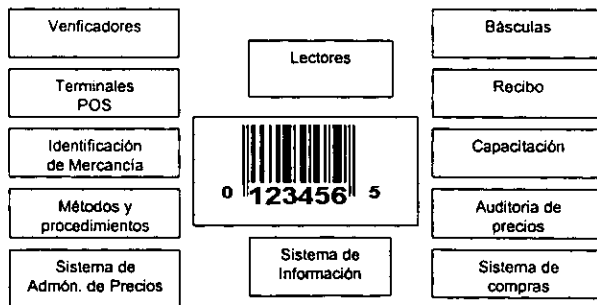 Verificadores
Terminales
POS
Identificación
de Mercancía
Métodos y
procedimientos
Sistema de
Admón. de Precios
Lectores
0 123456 5
Sistema de
Información
Básculas
Recibo
Capacitación
Auditoria de
precios
Sistema de
compras